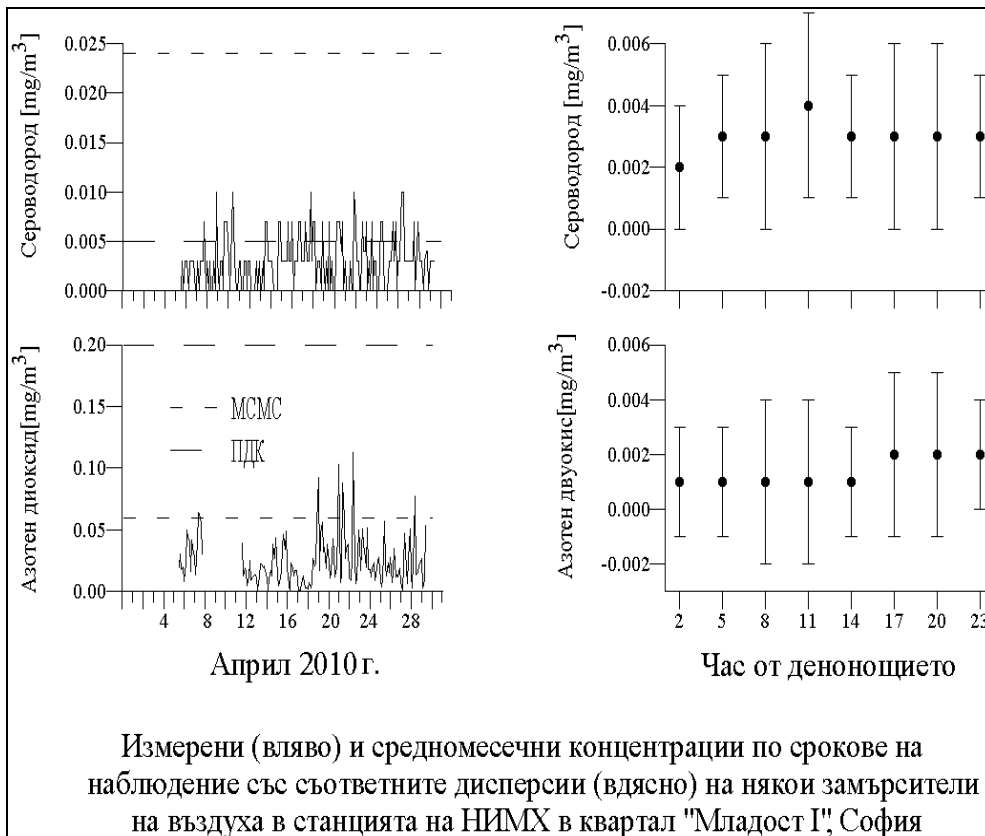 Сероводород [mg/m³]
0.025
0.020
0.015
0.010
0.005
0.000
Сероводород [mg/m³]
0.006
0.004
0.002
0.000
-0.002
Азотен диоксид[mg/m³]
0.20
0.15
0.10
0.05
0.00
МСМС
ПДК
4 8 12 16 20 24 28
Април 2010 г.
Азотен двуокис[mg/m³]
0.006
0.004
0.002
0.000
-0.002
2 5 8 11 14 17 20 23
Час от денонощието
Измерени (вляво) и средномесечни концентрации по срокове на
наблюдение със съответните дисперсии (вдясно) на някои замърсители
на въздуха в станцията на НИМХ в квартал "Младост I", София